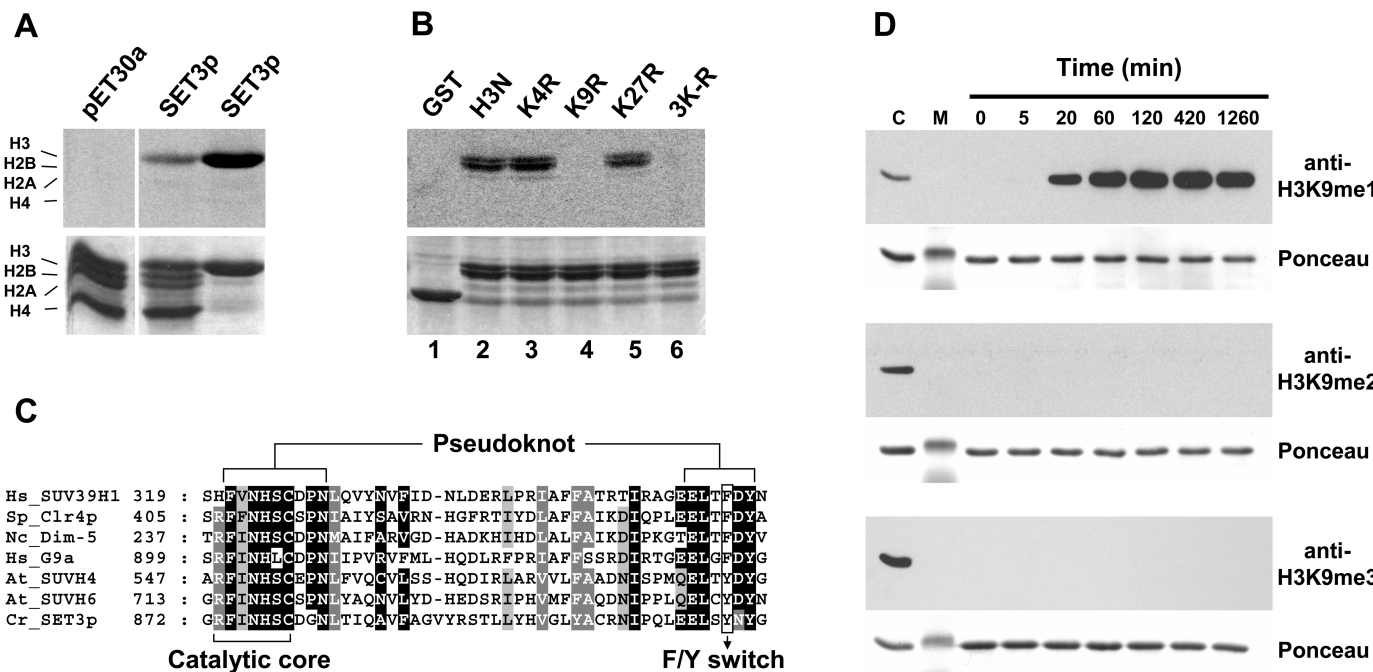 A
pET30a SET3p SET3p
H3
H2B
H2A
H4
H3
H2B
H2A
H4
B
GST H3N K4R K9R K27R 3K-R
1 2 3 4 5 6
C
Pseudoknot
Hs_SUV39H1 319 : SHFVNHSCDPNLQVYNVFID-NLDERLPRIAFFATRTIRAGEELTFDYN
Sp_Clr4p 405 : SRFFNHSCDPNIAIYSAVRN-HGFRTIYDLAFFAIKDIQPLEELTFDYA
Nc_Dim-5 237 : TRFINHSCDPNMAIFARVGD-HADKHIHDLALFAIKDIPKGTELTFDYV
Hs_G9a 899 : SRFINHLCDPNIIPVRVFML-HQDLRFPRIAFFSSRDIRTGEELGFDYG
At_SUVH4 547 : ARFINHSCEPNLFVQCVLSS-HQDIRLARVVLFAADNISPMQELTYDYG
At_SUVH6 713 : GRFINHSCSPNLYAQNVLYD-HEDSRIPHVMFFAQDNIPPLQELCYDYN
Cr_SET3p 872 : GRFINHSCDGNLTIQAVFAGVYRSTLLYHVGLYACRNIPQLEELSYNYG
Catalytic core
F/Y switch
D
Time (min)
C M 0 5 20 60 120 420 1260
anti-
H3K9me1
Ponceau
anti-
H3K9me2
Ponceau
anti-
H3K9me3
Ponceau